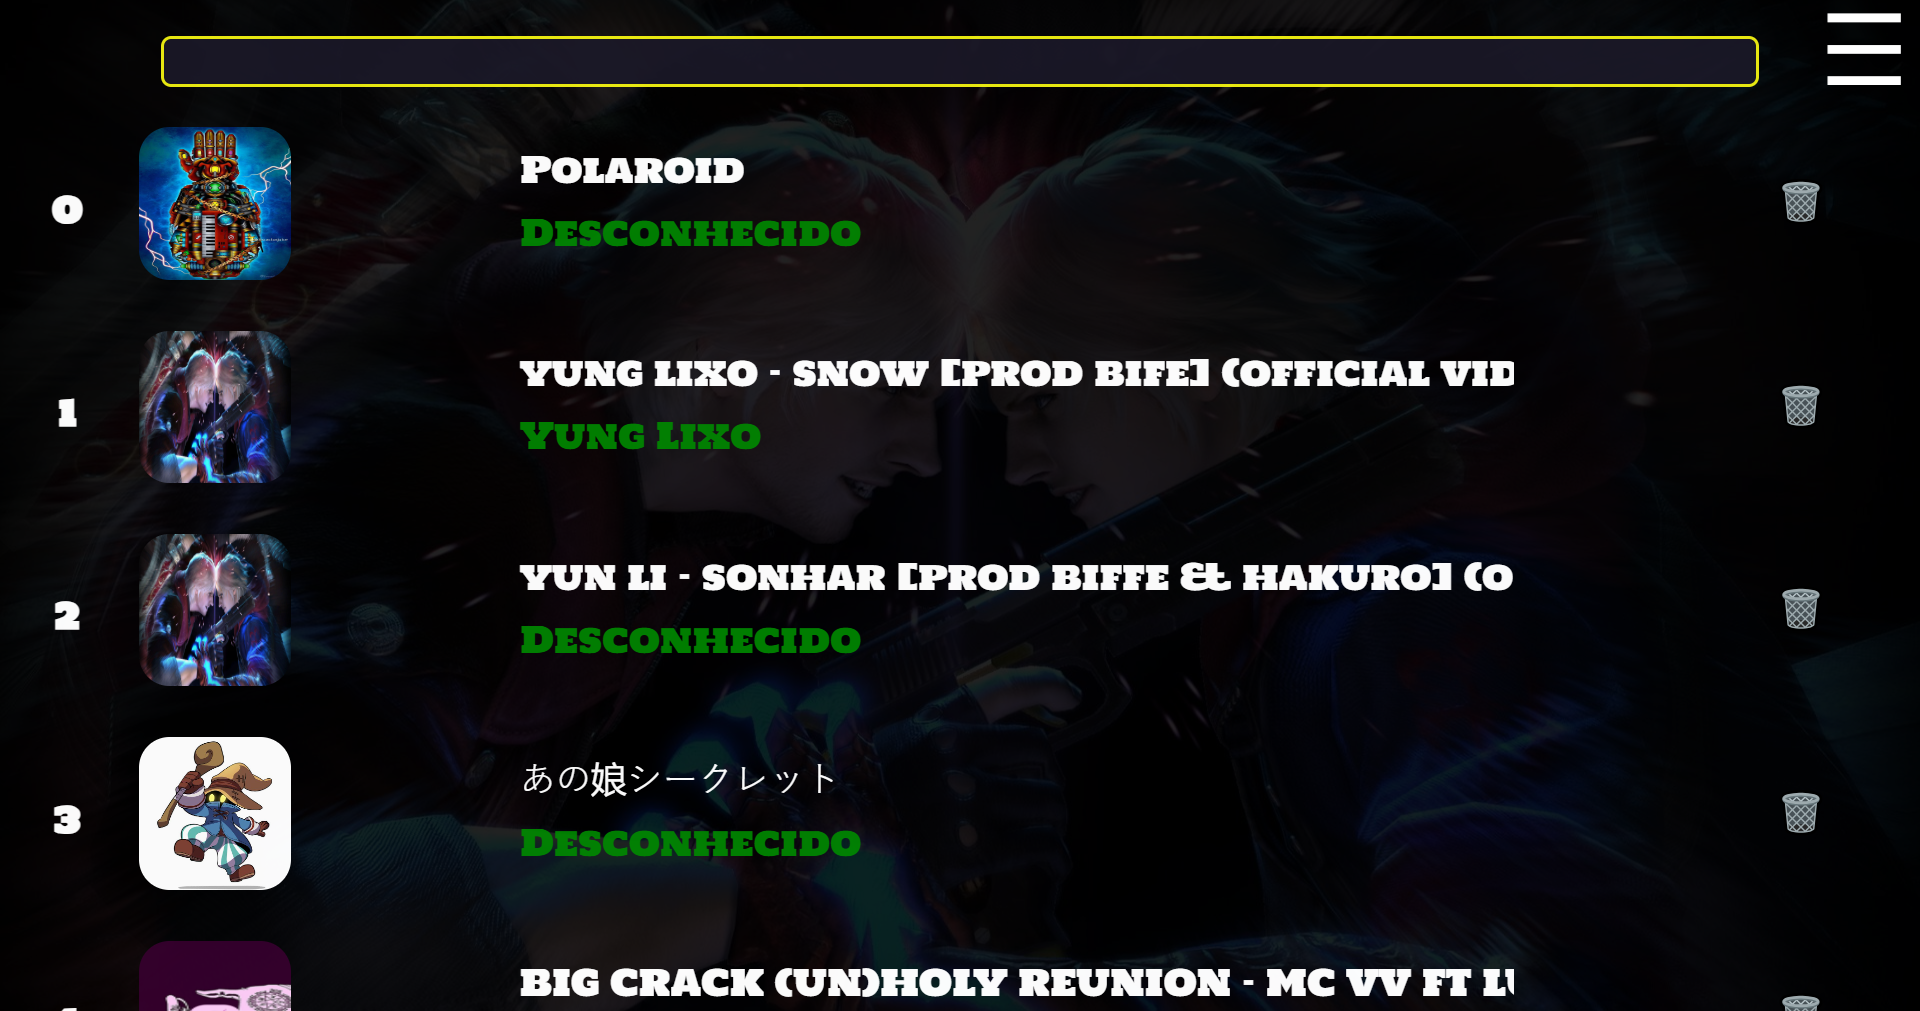 0
Polaroid
Desconhecido
1
YUNG LIXO - SNOW [PROD BIFE] (OFFICIAL VID
Yung Lixo
2
YUN LI - SONHAR [PROD BIFFE & HAKURO] (O
Desconhecido
3
あの娘シークレット
Desconhecido
BIG CRACK (UN)HOLY REUNION - MC VV FT